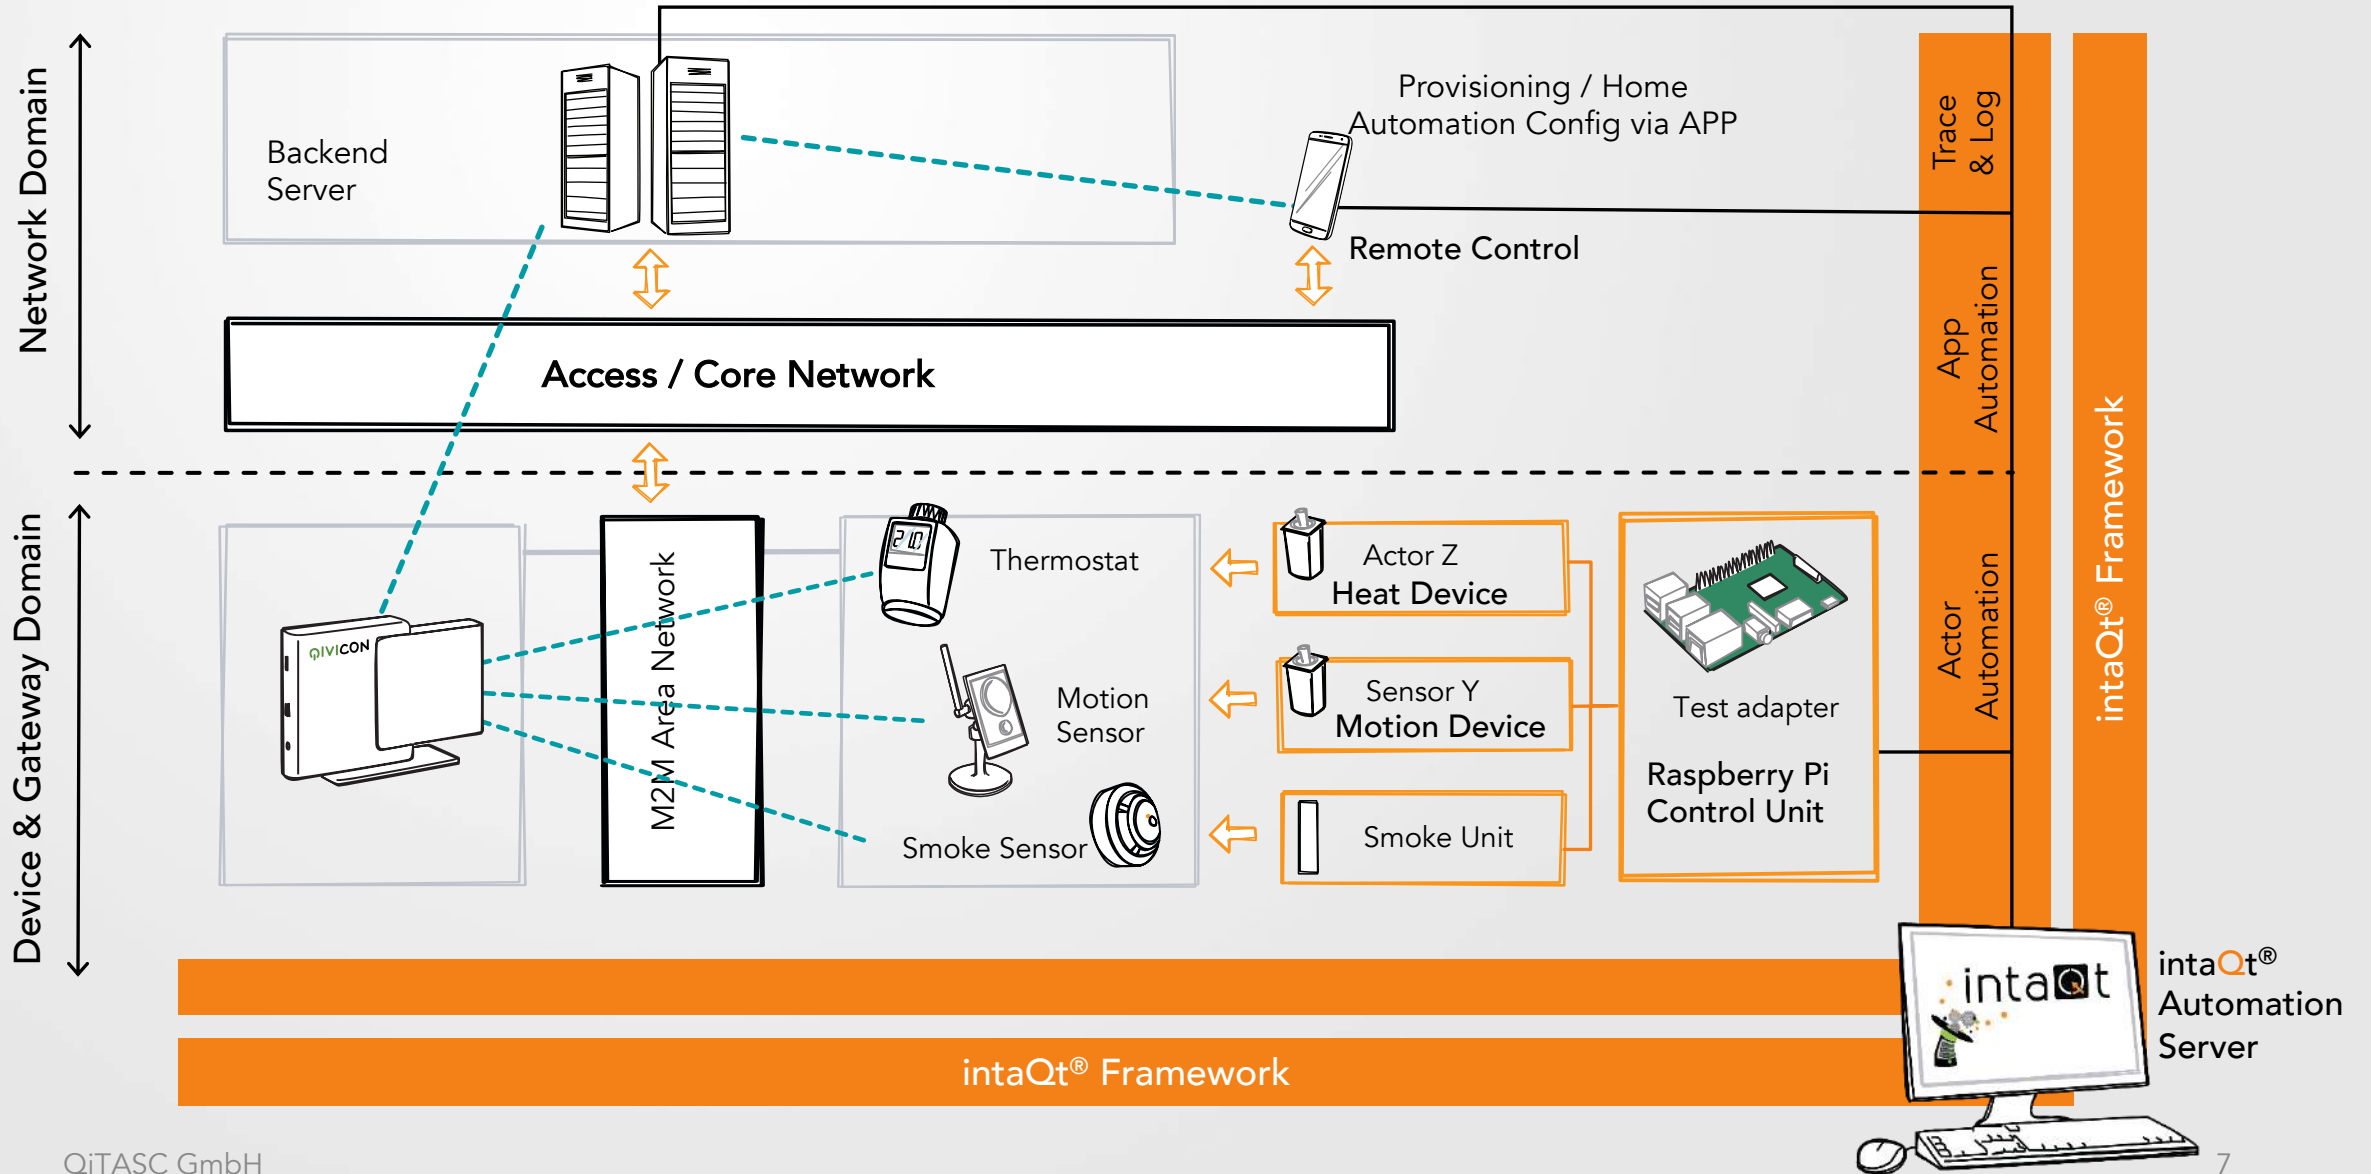 Network Domain
Backend
Server
Provisioning / Home
Automation Config via APP
Remote Control
Trace
& Log
App
Automation
Access / Core Network
intaQt® Framework
Device & Gateway Domain
QIVICON
M2M Area Network
21.0
Thermostat
Motion
Sensor
Smoke Sensor
Actor Z
Heat Device
Sensor Y
Motion Device
Smoke Unit
Test adapter
Raspberry Pi
Control Unit
Actor
Automation
intaQt
intaQt®
Automation
Server
intaQt® Framework
QiTASC GmbH
7